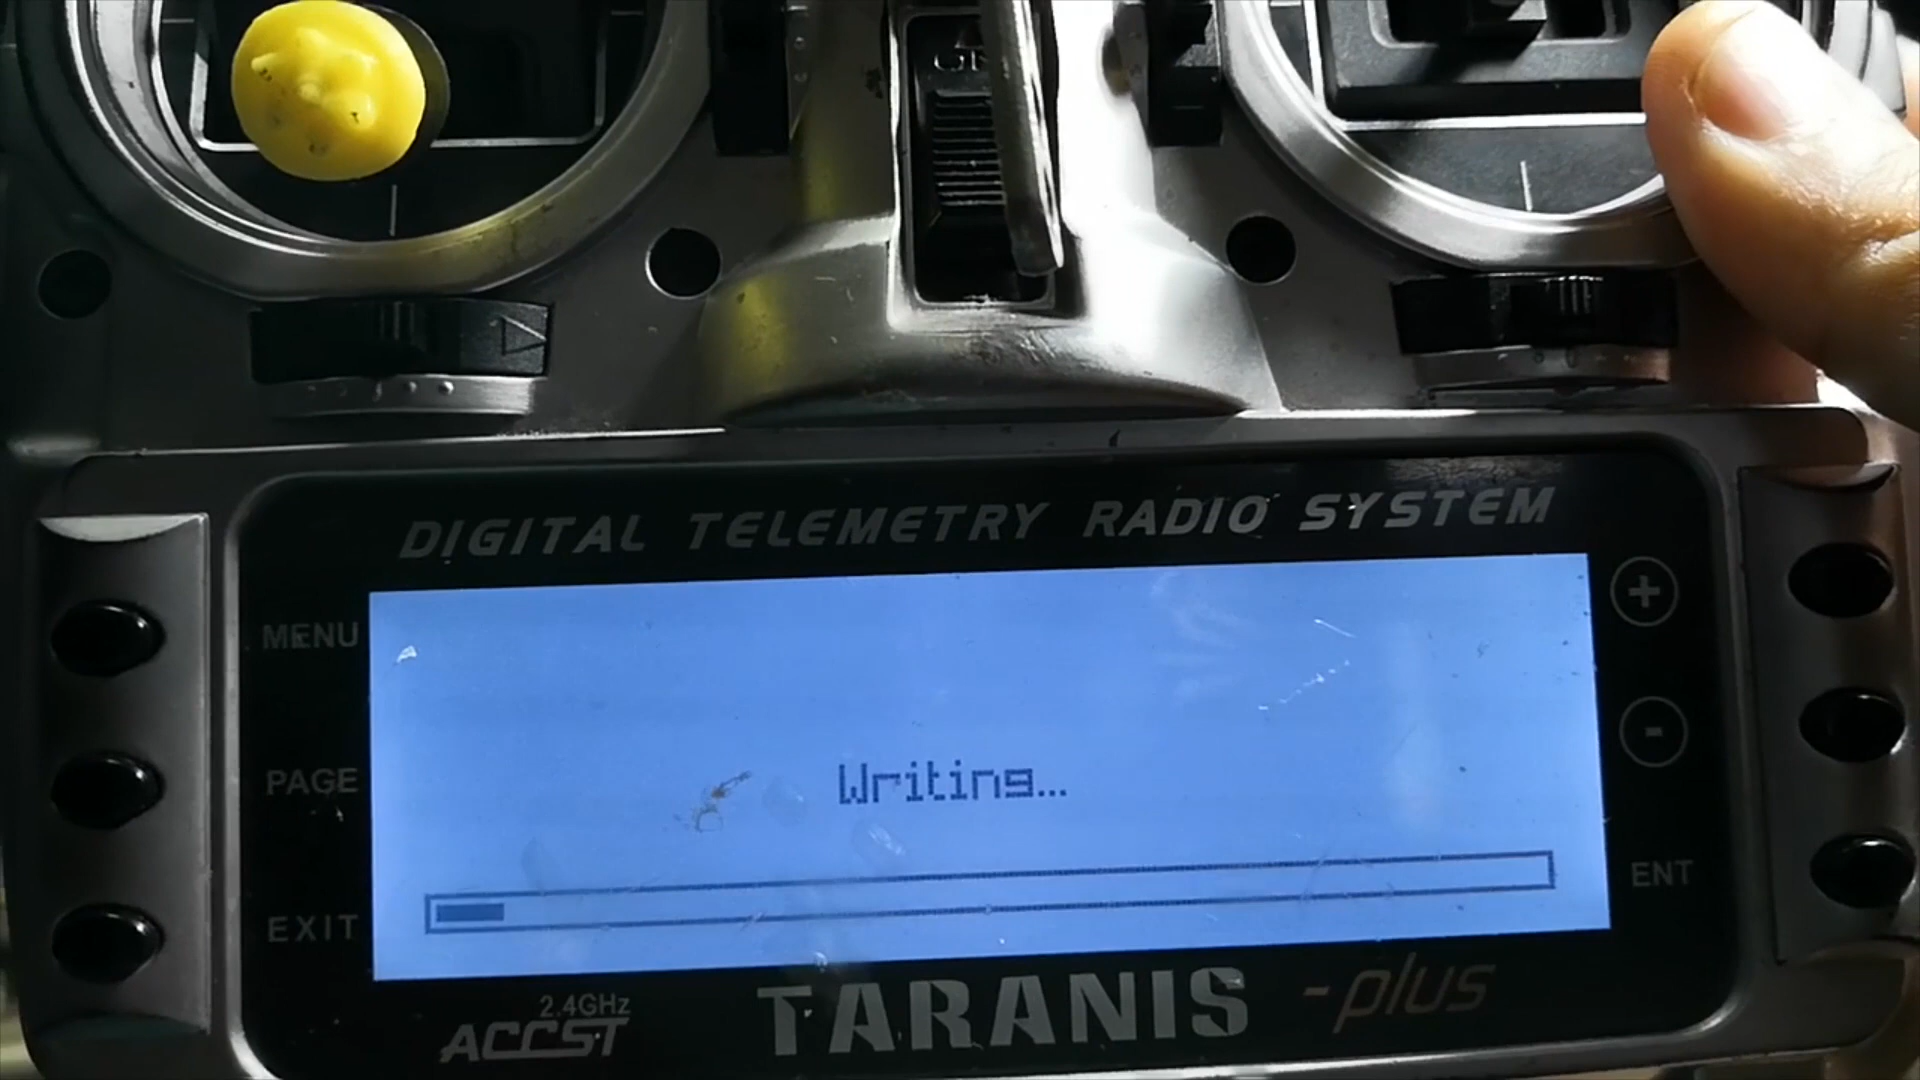 DIGITAL TELEMETRY RADIO SYSTEM
MENU
PAGE
EXIT
Writing...
+
-
ENT
2.4GHz
ACCST
TARANIS -plus